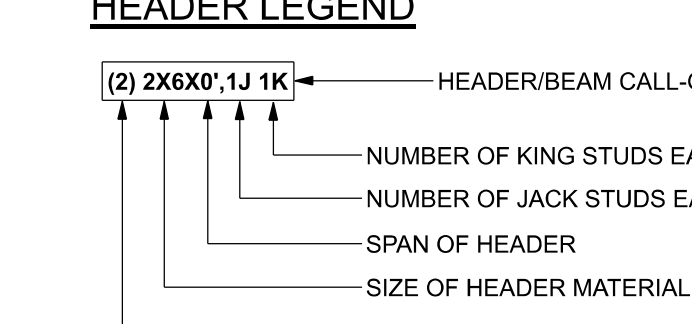 HEADER LEGEND
(2) 2X6X0',1J 1K
HEADER/BEAM
NUMBER OF KING STUDS
NUMBER OF JACK STUDS
SPAN OF HEADER
SIZE OF HEADER MATERIAL